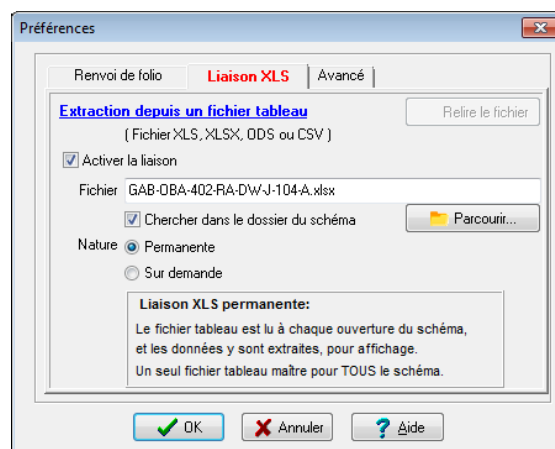 Préférences
Renvoi de folio
Liaison XLS
Avancé
Extraction depuis un fichier tableau
Relire le fichier
( Fichier XLS, XLSX, ODS ou CSV )
Activer la liaison
Fichier GAB-OBA-402-RA-DW-J-104-A.xlsx
Chercher dans le dossier du schéma
Parcourir...
Nature Permanente
Sur demande
Liaison XLS permanente:
Le fichier tableau est lu à chaque ouverture du schéma,
et les données y sont extraites, pour affichage.
Un seul fichier tableau maître pour TOUS le schéma.
OK
Annuler
Aide